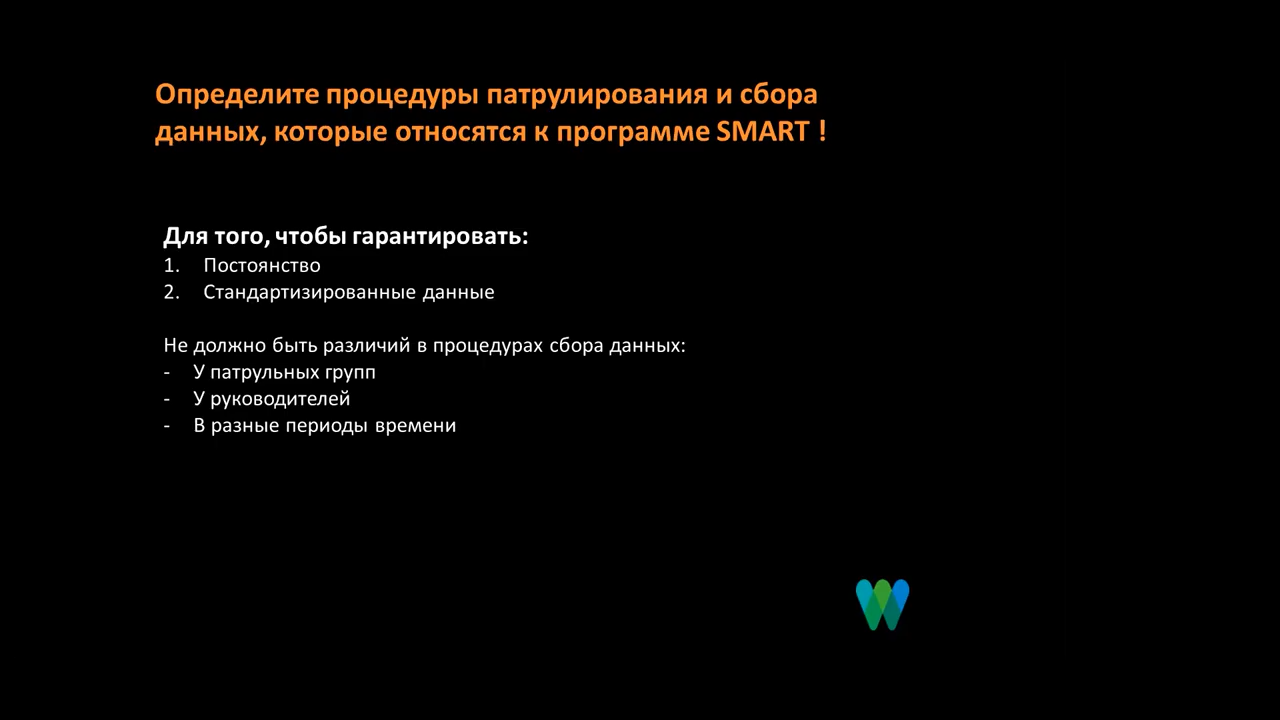 Определите процедуры патрулирования и сбора
данных, которые относятся к программе SMART !
Для того, чтобы гарантировать:
1. Постоянство
2. Стандартизированные данные
Не должно быть различий в процедурах сбора данных:
- У патрульных групп
- У руководителей
- В разные периоды времени